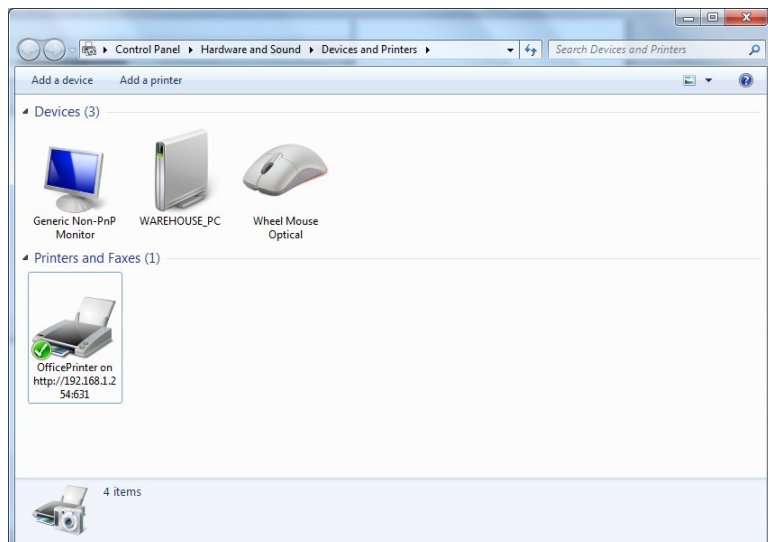 Control Panel Hardware and Sound Devices and Printers
Search Devices and Printers
Add a device Add a printer
Devices (3)
Generic Non-PnP
Monitor
WAREHOUSE_PC
Wheel Mouse
Optical
Printers and Faxes (1)
OfficePrinter on
http://192.168.1.2
54:631
4 items